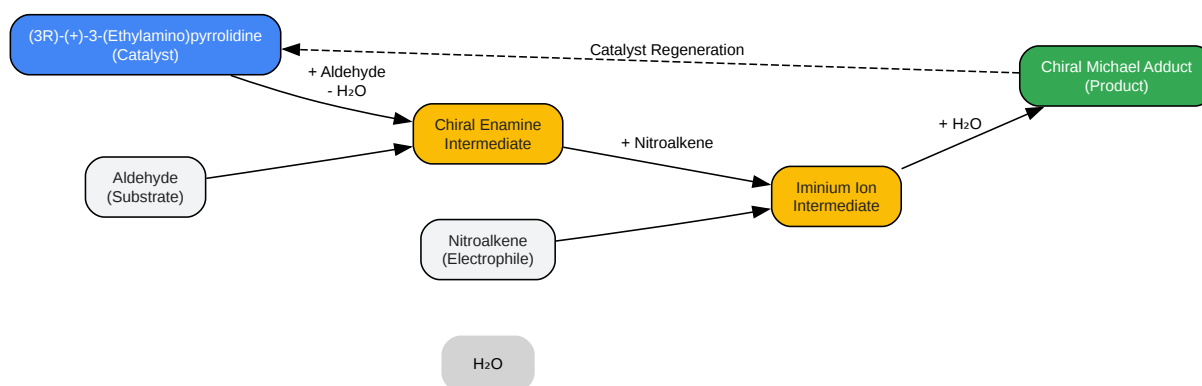 (3R)-(+)-3-(Ethylamino)pyrrolidine
(Catalyst)
Catalyst Regeneration
Chiral Michael Adduct
(Product)
+ Aldehyde
- H₂O
Chiral Enamine
Intermediate
+ H₂O
+ Nitroalkene
Aldehyde
(Substrate)
Iminium Ion
Intermediate
Nitroalkene
(Electrophile)
H₂O